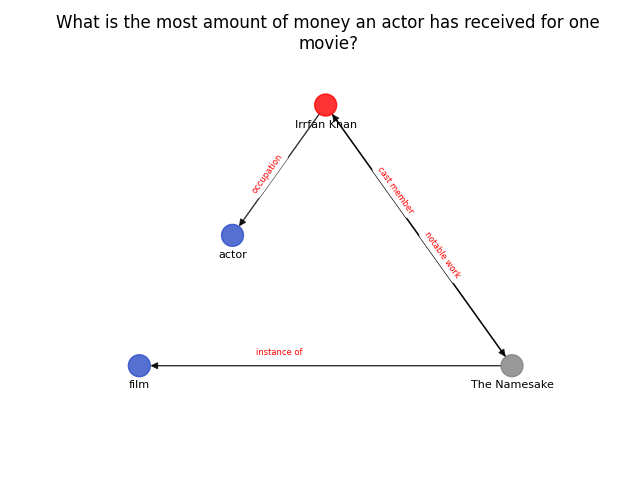 What is the most amount of money an actor has received for one
movie?
Irrfan Khan
occupation
cast member
notable work
actor
instance of
film
The Namesake